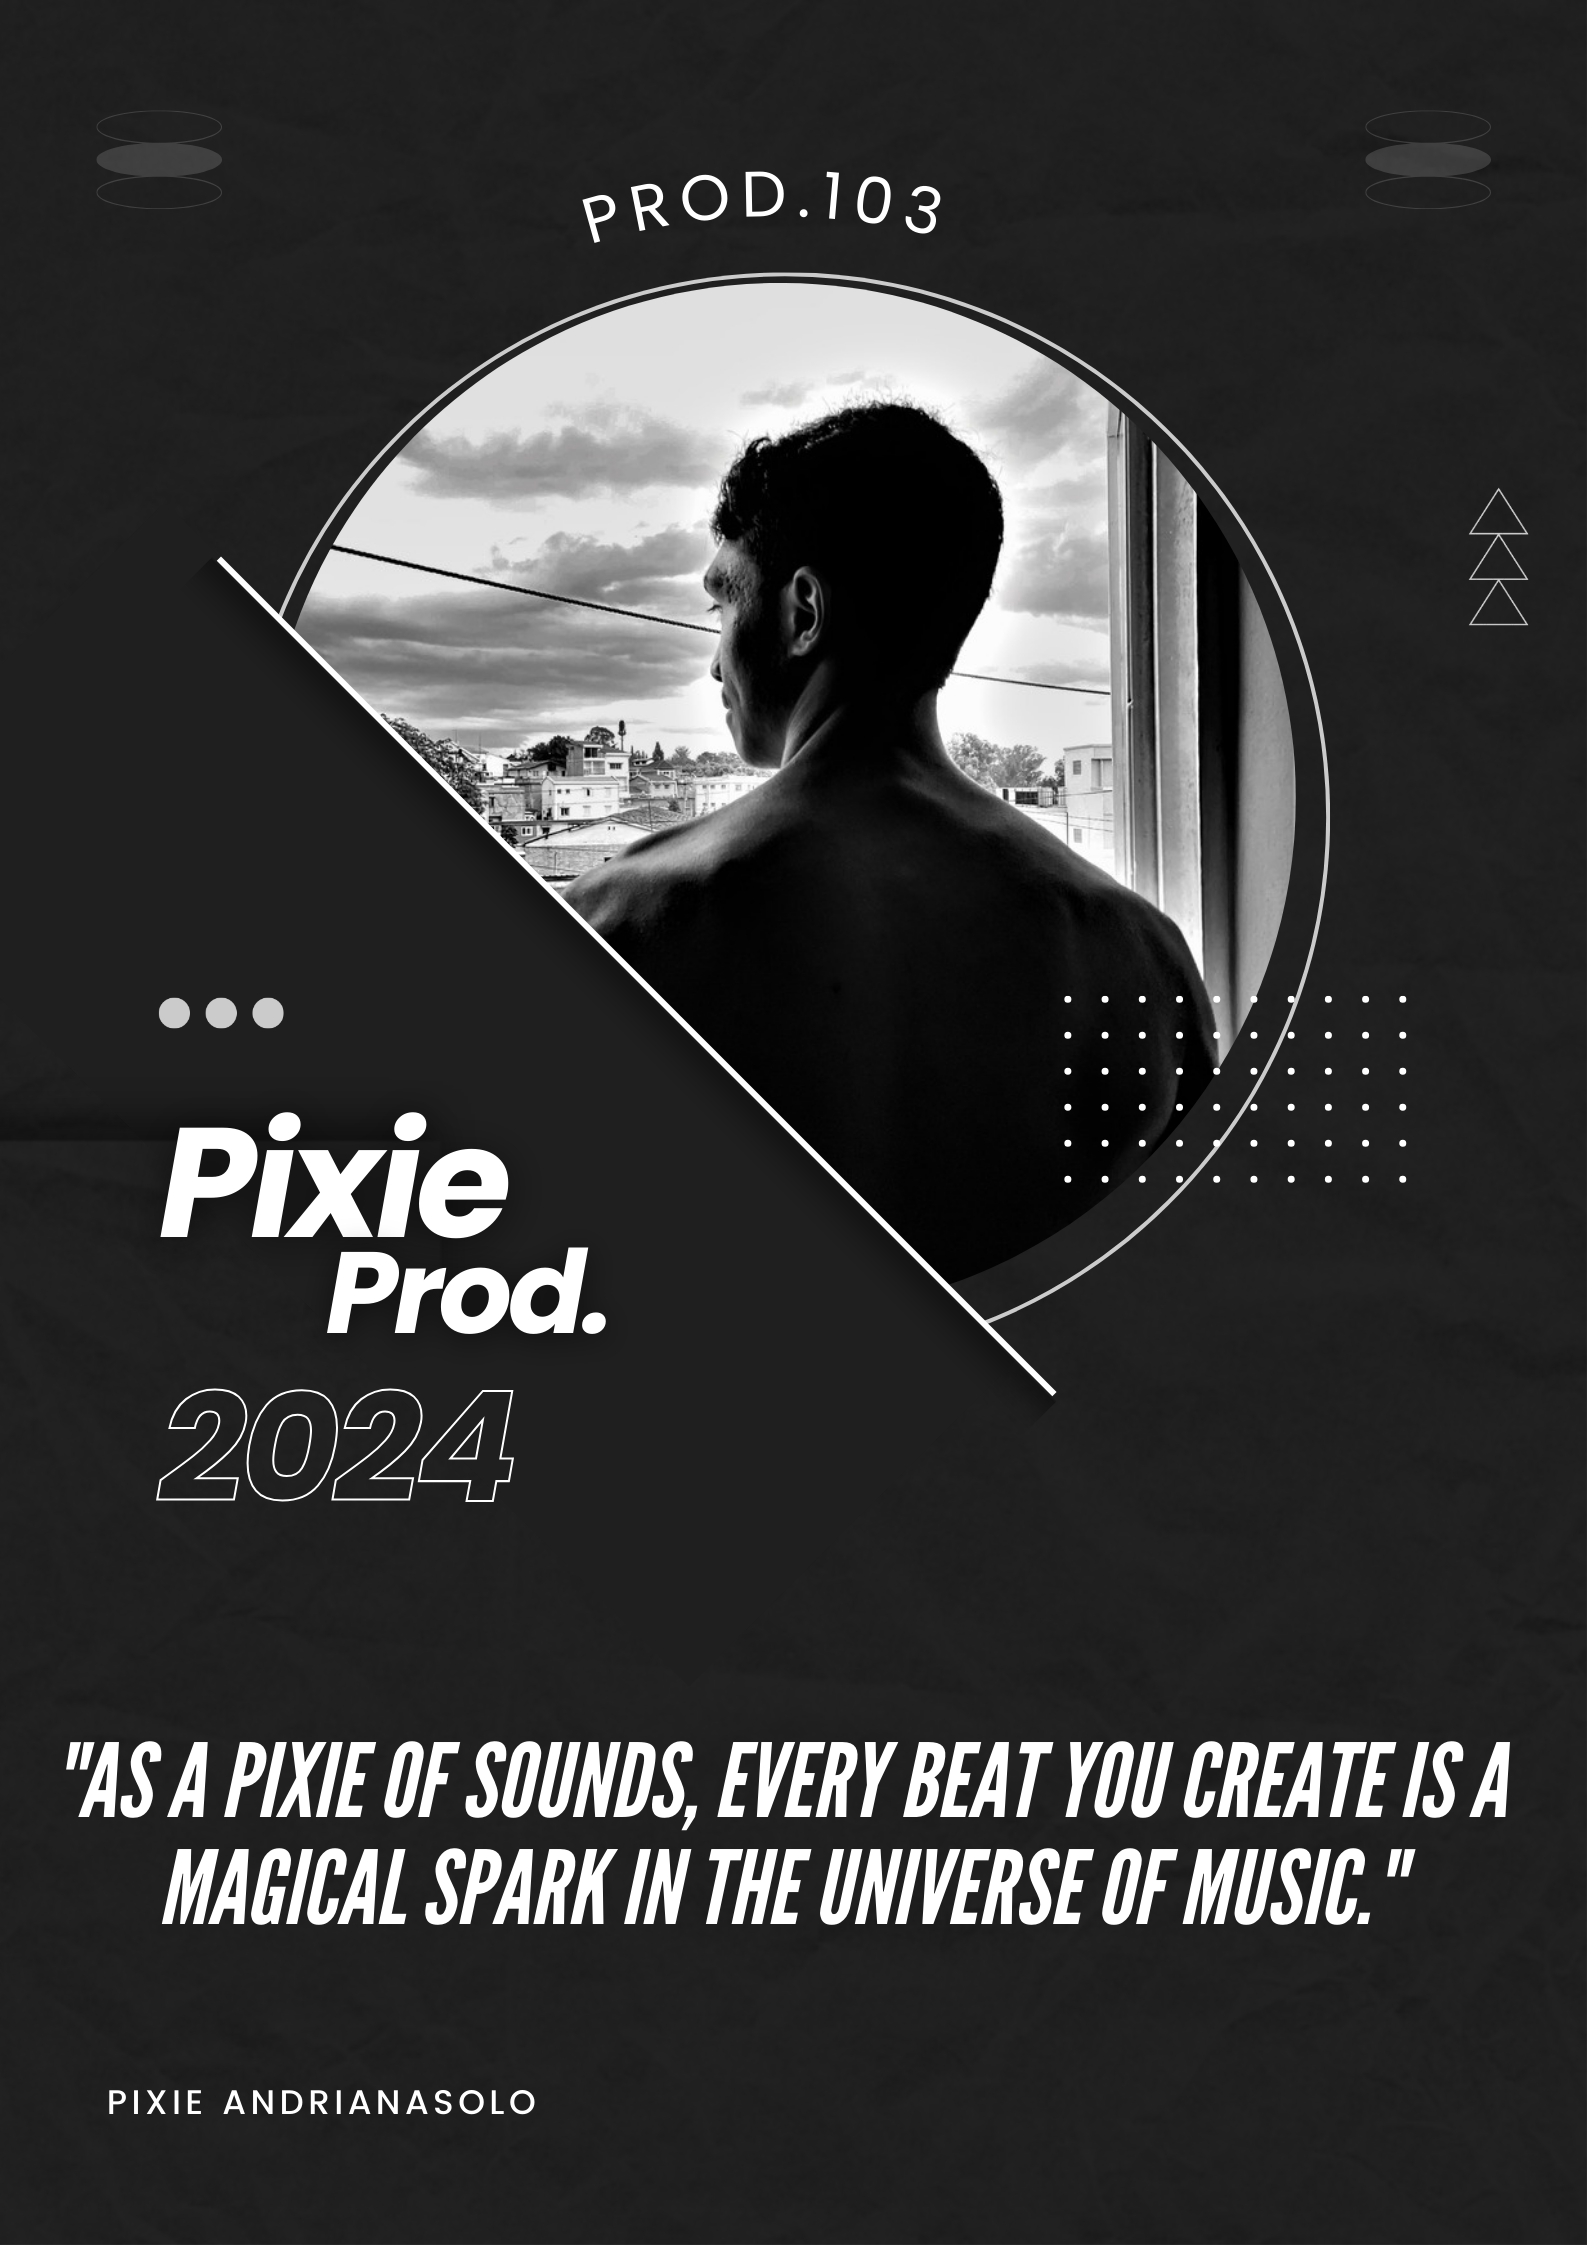 PROD.103
Pixie
Prod.
2024
"AS A PIXIE OF SOUNDS, EVERY BEAT YOU CREATE IS A
MAGICAL SPARK IN THE UNIVERSE OF MUSIC."
PIXIE ANDRIANASOLO